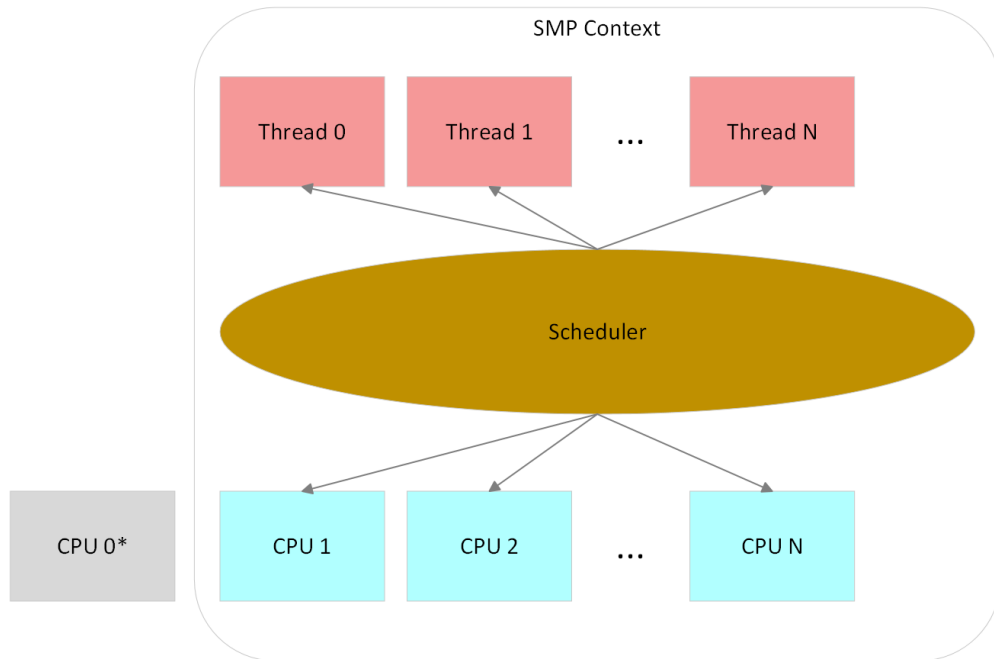 SMP Context
Thread 0
Thread 1
...
Thread N
Scheduler
CPU 0*
CPU 1
CPU 2
...
CPU N